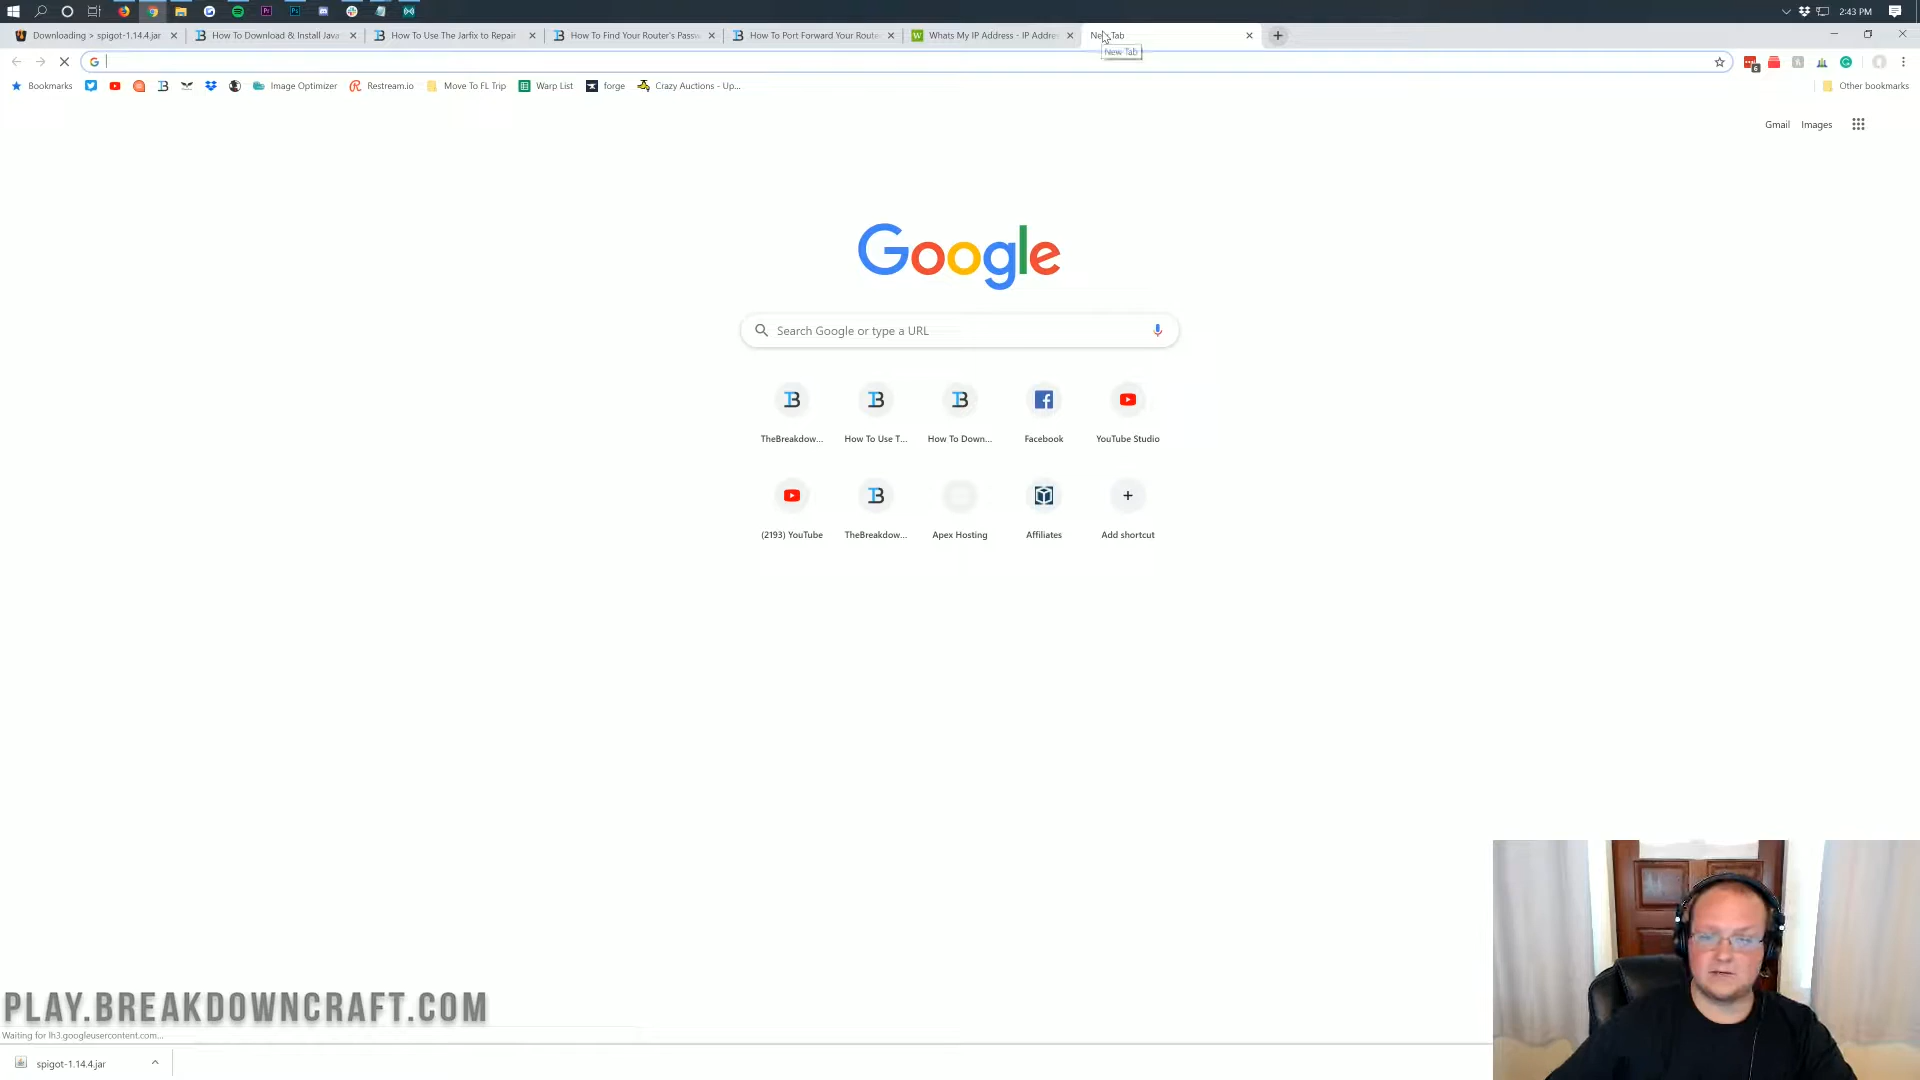 2:43 PM
Downloading > spigot-1.14.4.jar
How To Download & Install Java
How To Use The Jarfix to Repair
How To Find Your Router's Passw
How To Port Forward Your Route
Whats My IP Address - IP Addre
New Tab
New Tab
Bookmarks
Image Optimizer
Restream.io
Move To FL Trip
Warp List
forge
Crazy Auctions - Up...
Other bookmarks
Gmail
Images
Google
Search Google or type a URL
TheBreakdow...
How To Use T...
How To Down...
Facebook
YouTube Studio
(2193) YouTube
TheBreakdow...
Apex Hosting
Affiliates
Add shortcut
PLAY.BREAKDOWNCRAFT.COM
Waiting for lh3.googleusercontent.com...
spigot-1.14.4.jar